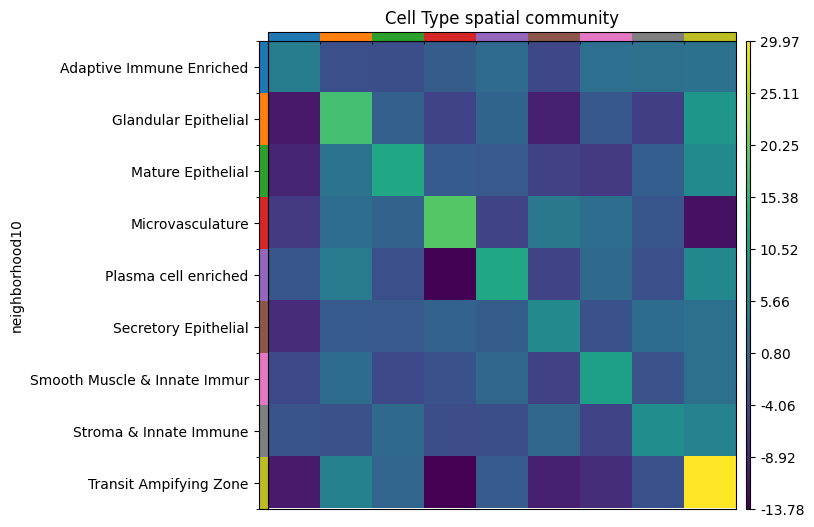 Cell Type spatial community
neighborhood10
Adaptive Immune Enriched
Glandular Epithelial
Mature Epithelial
Microvasculature
Plasma cell enriched
Secretory Epithelial
Smooth Muscle & Innate Immur
Stroma & Innate Immune
Transit Ampifying Zone
29.97
25.11
20.25
15.38
10.52
5.66
0.80
-4.06
-8.92
-13.78